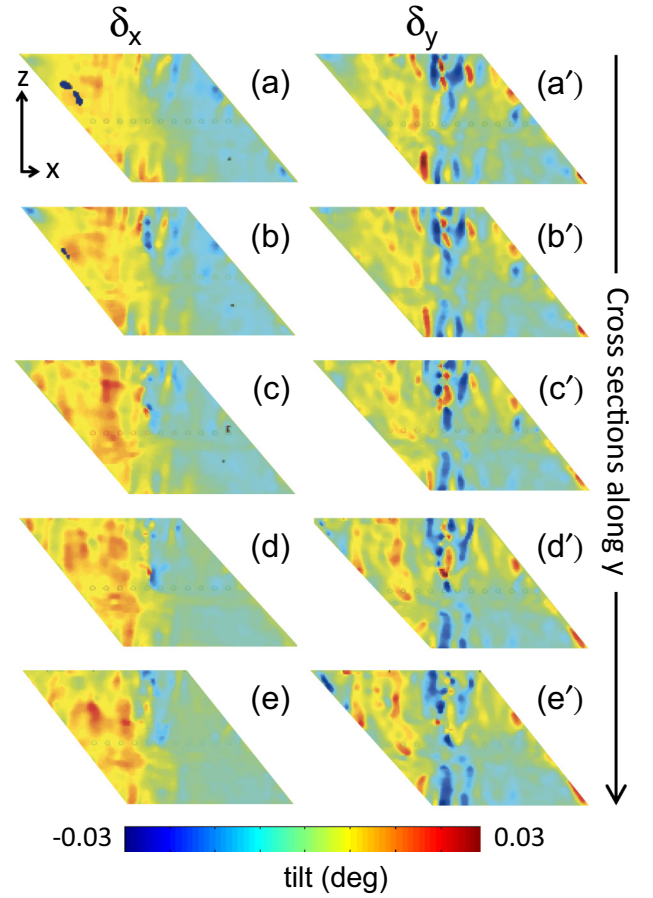 δx δy
z
x
(a) (a′)
(b) (b′)
(c) (c′)
(d) (d′)
(e) (e′)
Cross sections along y
-0.03 0.03
tilt (deg)